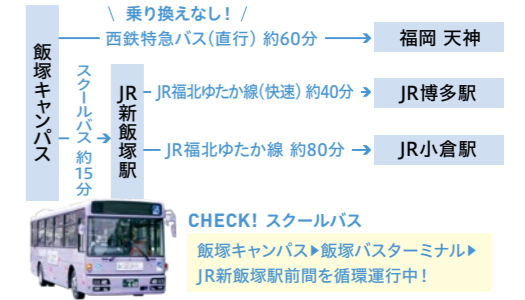 \ 乗り換えなし! /
飯塚キャンパス
西鉄特急バス(直行) 約60分
福岡 天神
スクールバス 約15分
JR新飯塚駅
JR福北ゆたか線(快速) 約40分
JR博多駅
JR福北ゆたか線 約80分
JR小倉駅
CHECK! スクールバス
飯塚キャンパス▶飯塚バスターミナル▶
JR新飯塚駅前間を循環運行中!